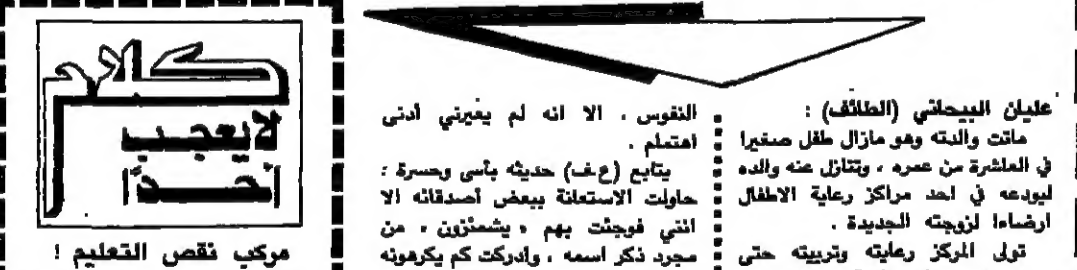 عليان البيحاني (الطائف) :
ماتت والدته وهو مازال طفل صغيرا
في العاشرة من عمره ، وتنازل عنه والده
ليودعه في احد مراكز رعاية الاطفال
ارضاءا لزوجته الجديدة .
تولى المركز رعايته وتربيته حتى
النفوس ، الا انه لم يعيرني أدنى
اهتمام .
يتابع (ع.ف) حديثه بأسى وحسرة :
حاولت الاستعانة ببعض أصدقائه الا
انني فوجئت بهم « يشمئزون » من
مجرد ذكر اسمه ، وادركت كم يكرهونه
كلام
لايعجب
أحدًا
مركب نقص التعليم !